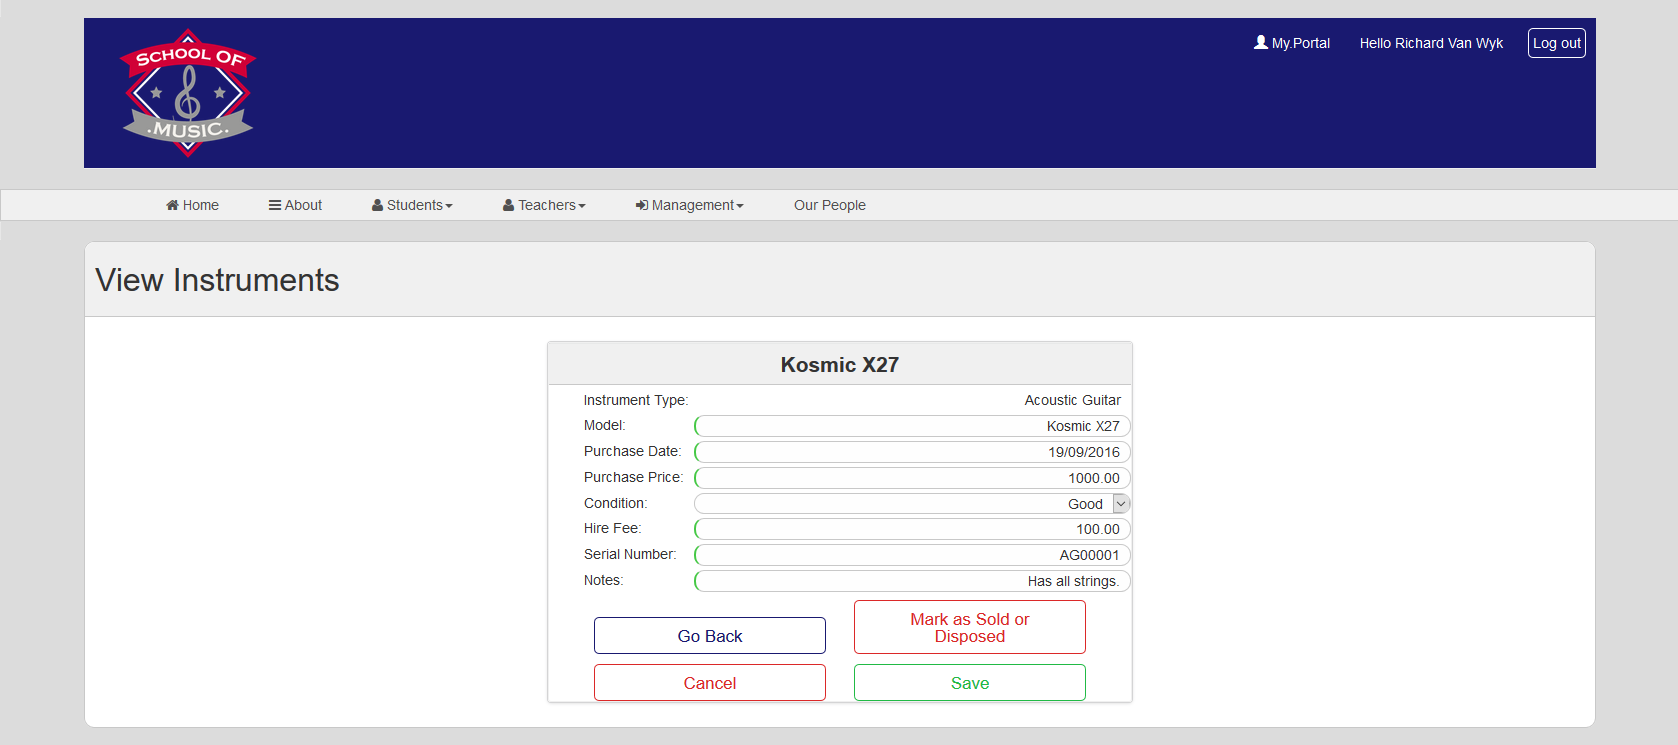 SCHOOL OF
.MUSIC.
My.Portal Hello Richard Van Wyk Log out
Home About Students Teachers Management Our People
View Instruments
Kosmic X27
Instrument Type: Acoustic Guitar
Model: Kosmic X27
Purchase Date: 19/09/2016
Purchase Price: 1000.00
Condition: Good
Hire Fee: 100.00
Serial Number: AG00001
Notes: Has all strings.
Go Back
Mark as Sold or
Disposed
Cancel
Save